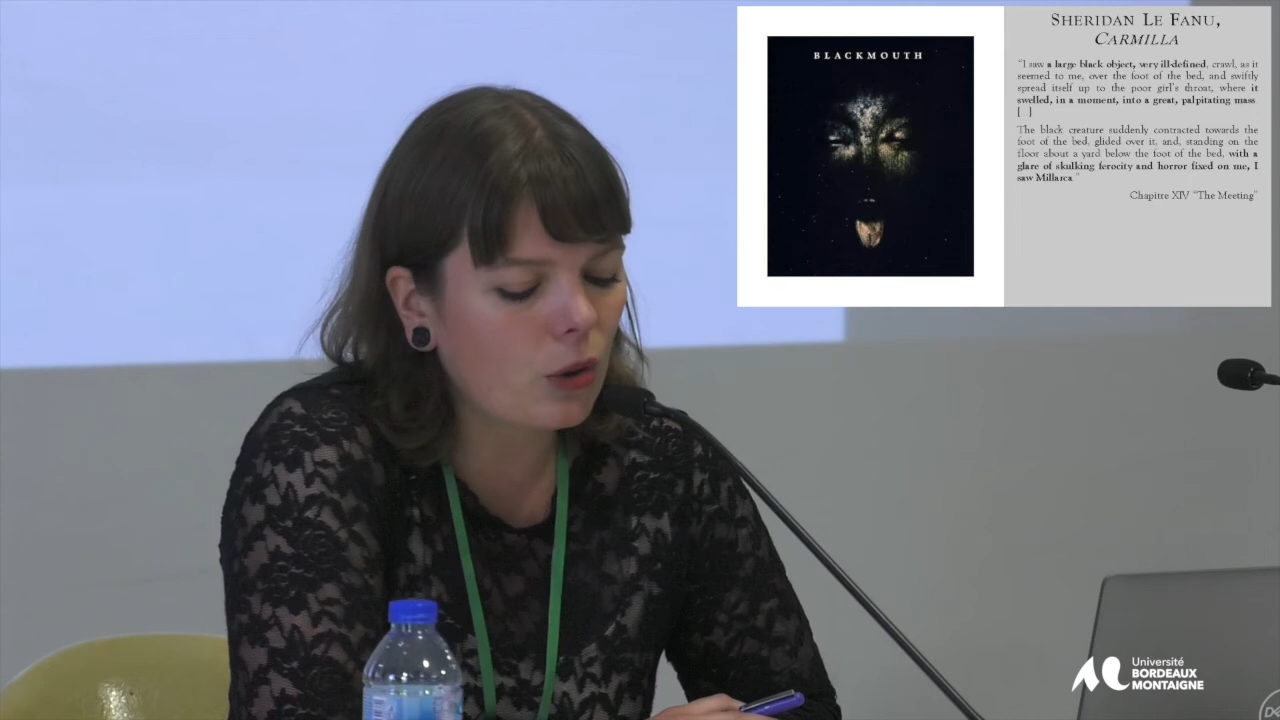 BLACKMOUTH
SHERIDAN LE FANU,
CARMILLA
"I saw a large black object, very ill-defined, crawl, as it
seemed to me, over the foot of the bed, and swiftly
spread itself up to the poor girl's throat, where it
swelled, in a moment, into a great, palpitating mass.
[...]
The black creature suddenly contracted towards the
foot of the bed, glided over it, and, standing on the
floor about a yard below the foot of the bed, with a
glare of skulking ferocity and horror fixed on me, I
saw Millarca."
Chapitre XIV "The Meeting"
Université
BORDEAUX
MONTAIGNE